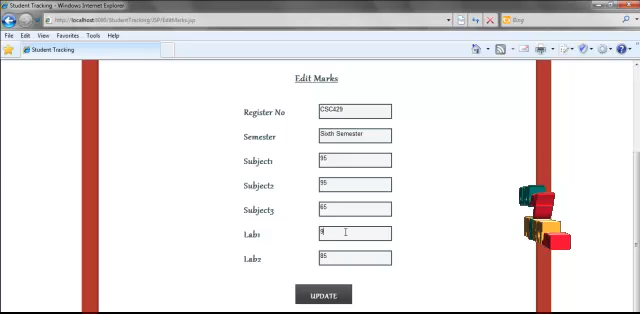 Student Tracking - Windows Internet Explorer
http://localhost:8080/StudentTracking/JSP/EditMarks.jsp
Bing
File Edit View Favorites Tools Help
Student Tracking
Edit Marks
Register No CSC429
Semester Sixth Semester
Subject1 95
Subject2 95
Subject3 65
Lab1 9
Lab2 85
UPDATE